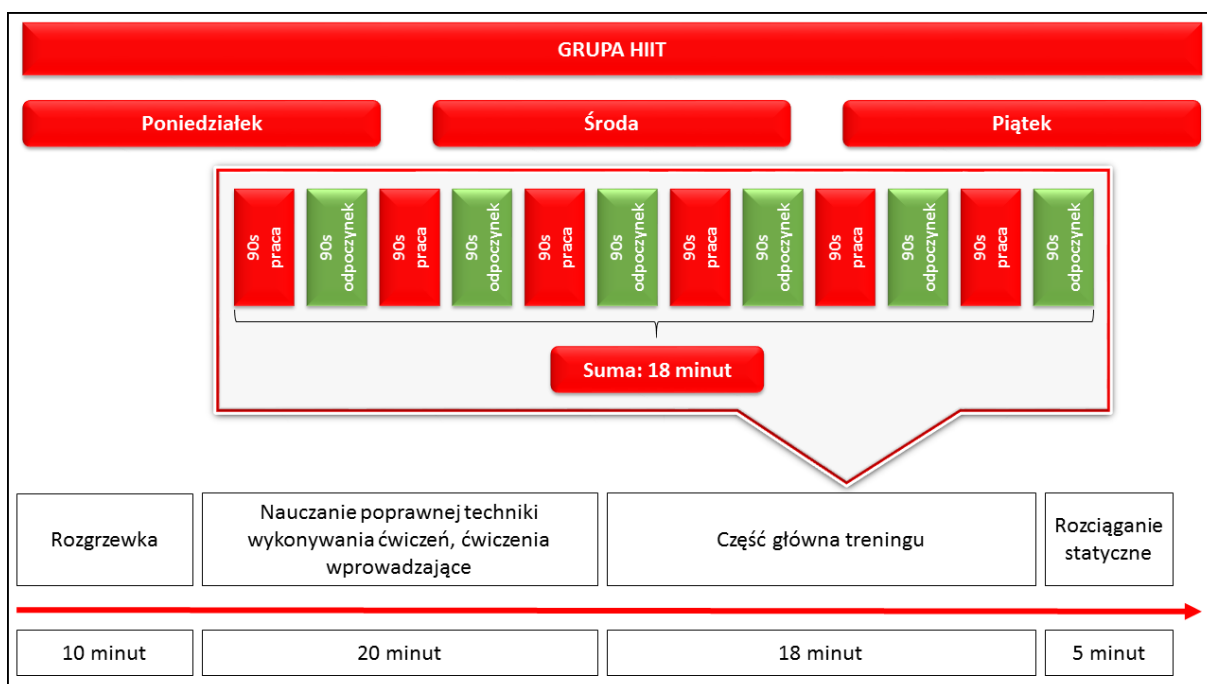 GRUPA HIIT
Poniedziałek
Środa
Piątek
90s
praca
90s
odpoczynek
90s
praca
90s
odpoczynek
90s
praca
90s
odpoczynek
90s
praca
90s
odpoczynek
90s
praca
90s
odpoczynek
90s
praca
90s
odpoczynek
Suma: 18 minut
Rozgrzewka
Nauczanie poprawnej techniki
wykonywania ćwiczeń, ćwiczenia
wprowadzające
Część główna treningu
Rozciąganie
statyczne
10 minut
20 minut
18 minut
5 minut